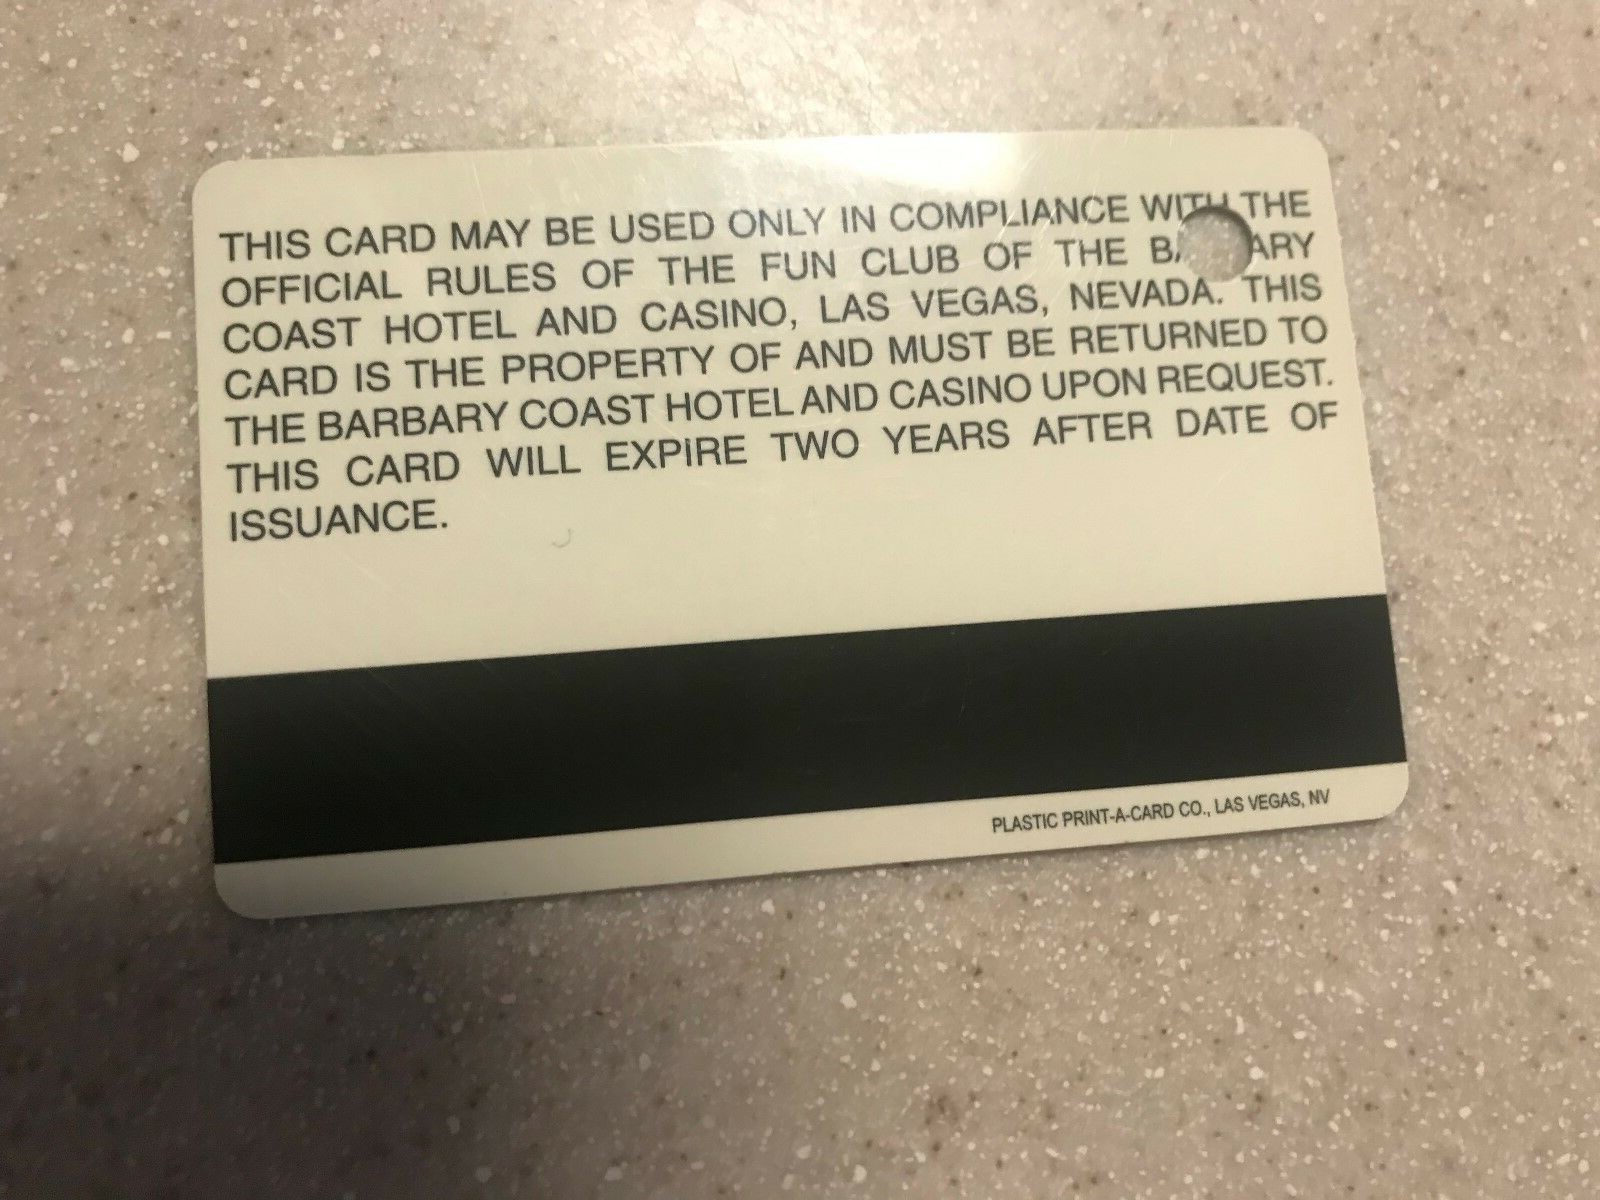 THIS CARD MAY BE USED ONLY IN COMPLIANCE WITH THE
OFFICIAL RULES OF THE FUN CLUB OF THE BARBARY
COAST HOTEL AND CASINO, LAS VEGAS, NEVADA. THIS
CARD IS THE PROPERTY OF AND MUST BE RETURNED TO
THE BARBARY COAST HOTEL AND CASINO UPON REQUEST.
THIS CARD WILL EXPIRE TWO YEARS AFTER DATE OF
ISSUANCE.
PLASTIC PRINT-A-CARD CO., LAS VEGAS, NV